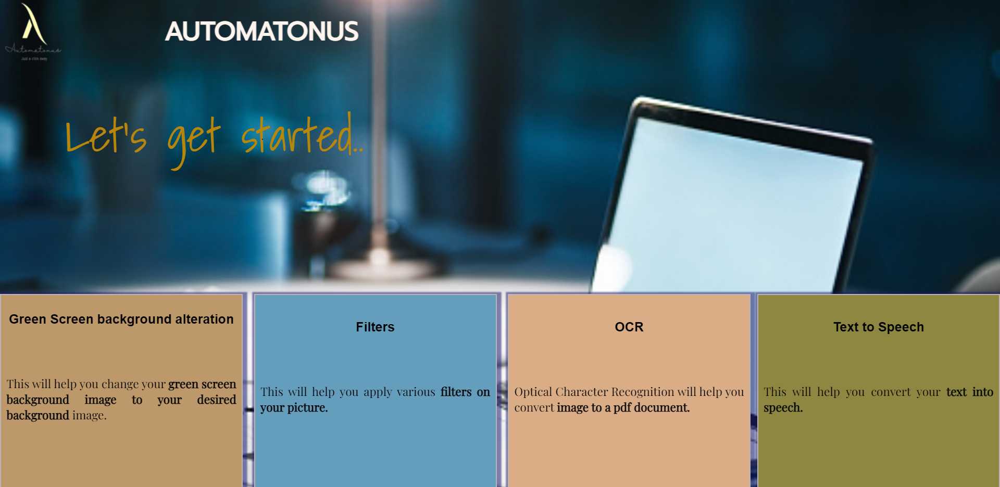 Automatonus
Just a click away
AUTOMATONUS
Let's get started..
Green Screen background alteration
This will help you change your green screen
background image to your desired
background image.
Filters
This will help you apply various filters on
your picture.
OCR
Optical Character Recognition will help you
convert image to a pdf document.
Text to Speech
This will help you convert your text into
speech.